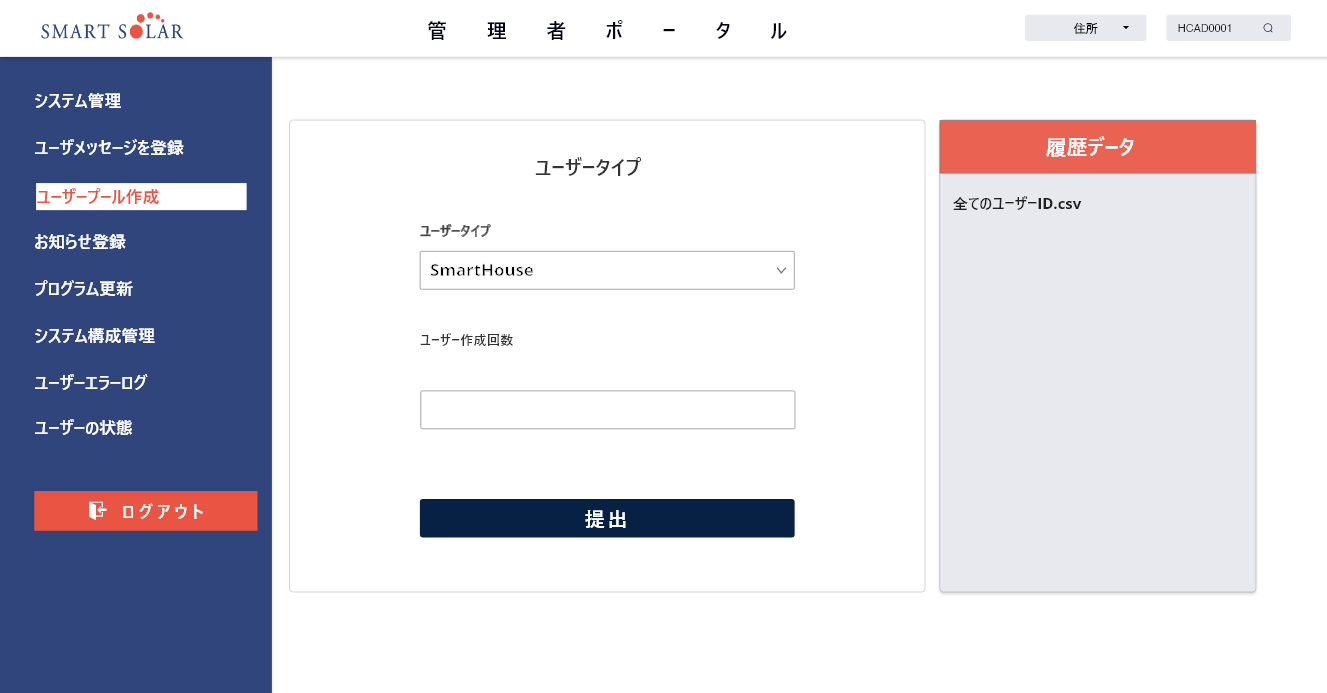 SMART SOLAR
管理者ポータル
住所
HCAD0001
システム管理
ユーザメッセージを登録
ユーザープール作成
お知らせ登録
プログラム更新
システム構成管理
ユーザーエラーログ
ユーザーの状態
ログアウト
ユーザータイプ
ユーザータイプ
SmartHouse
ユーザー作成回数
提出
履歴データ
全てのユーザーID.csv